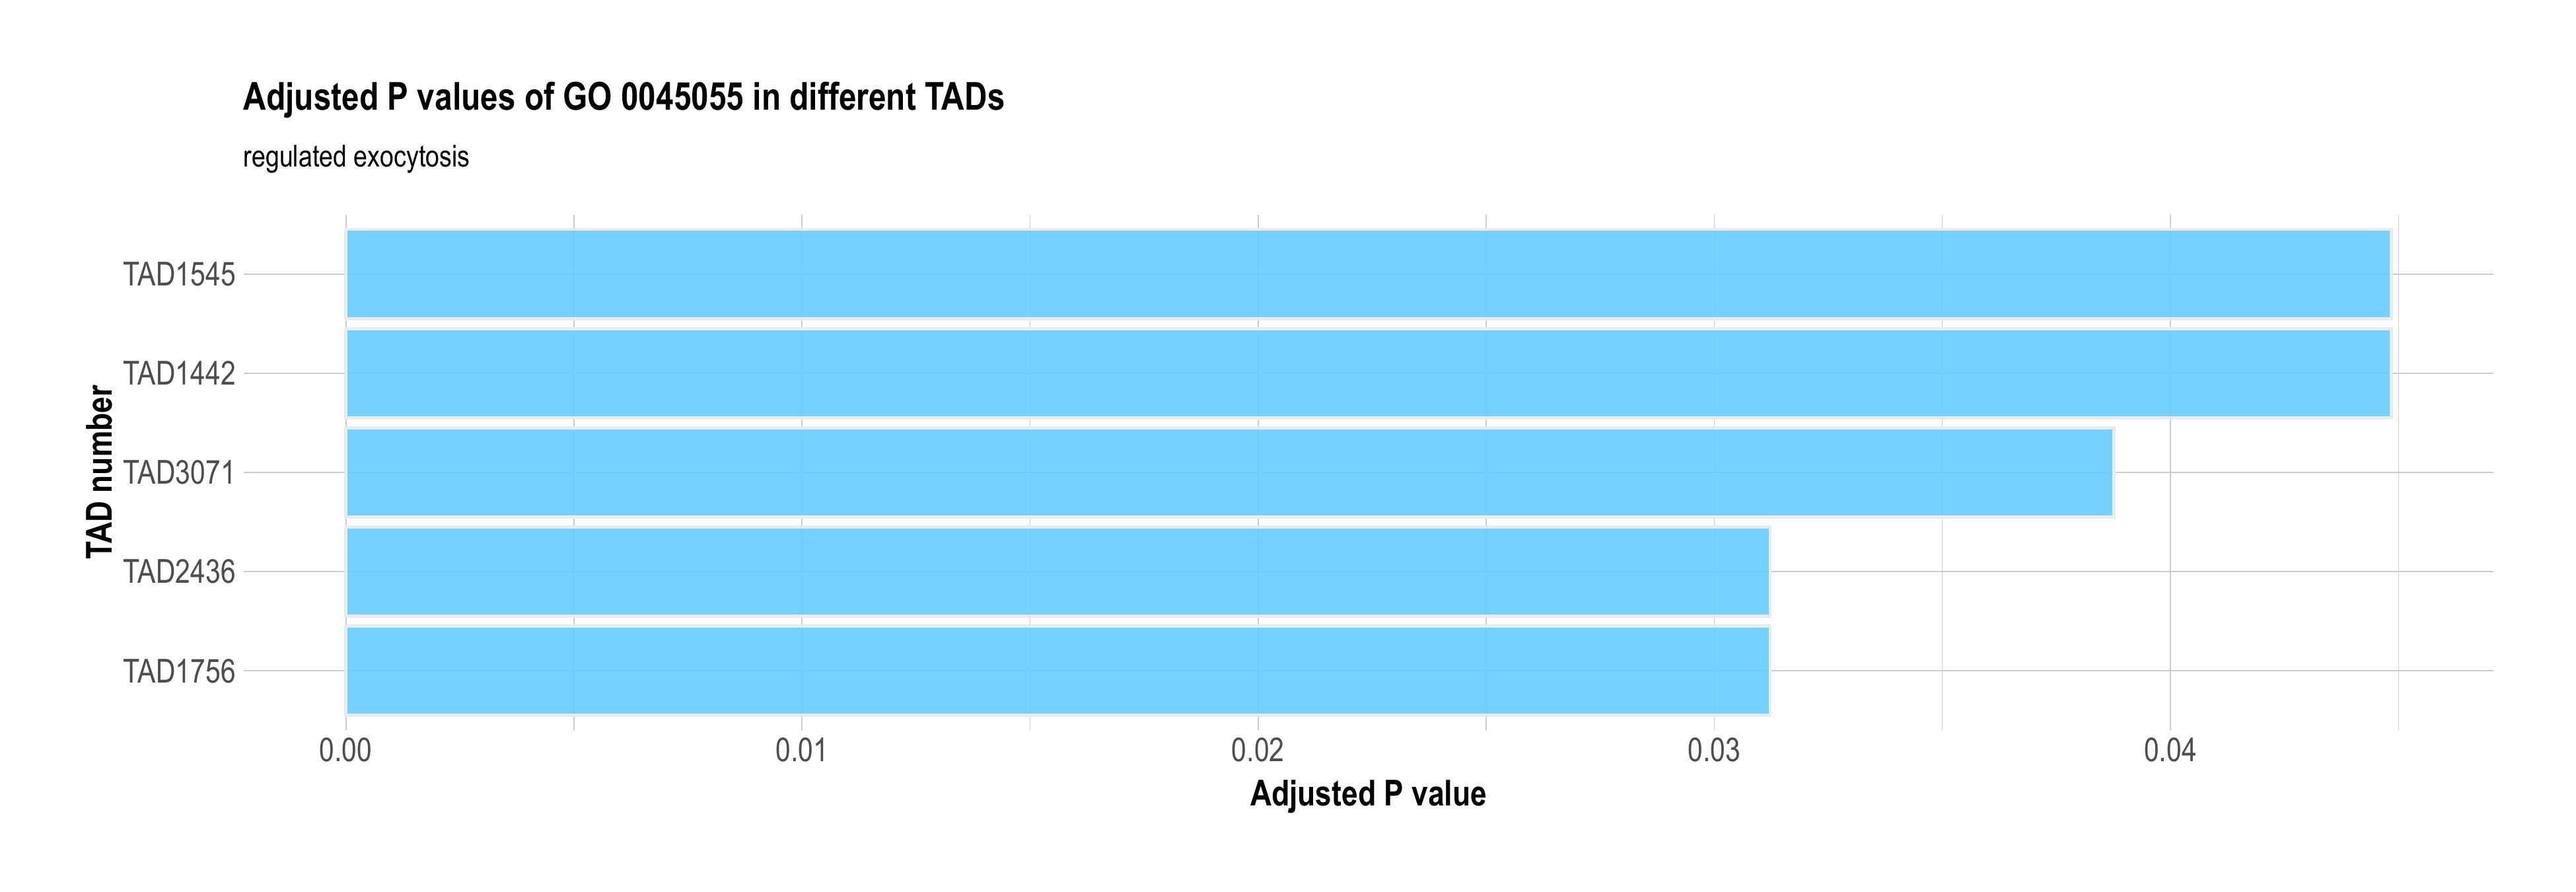 Adjusted P values of GO 0045055 in different TADs
regulated exocytosis
TAD number
TAD1545
TAD1442
TAD3071
TAD2436
TAD1756
0.00 0.01 0.02 0.03 0.04
Adjusted P value